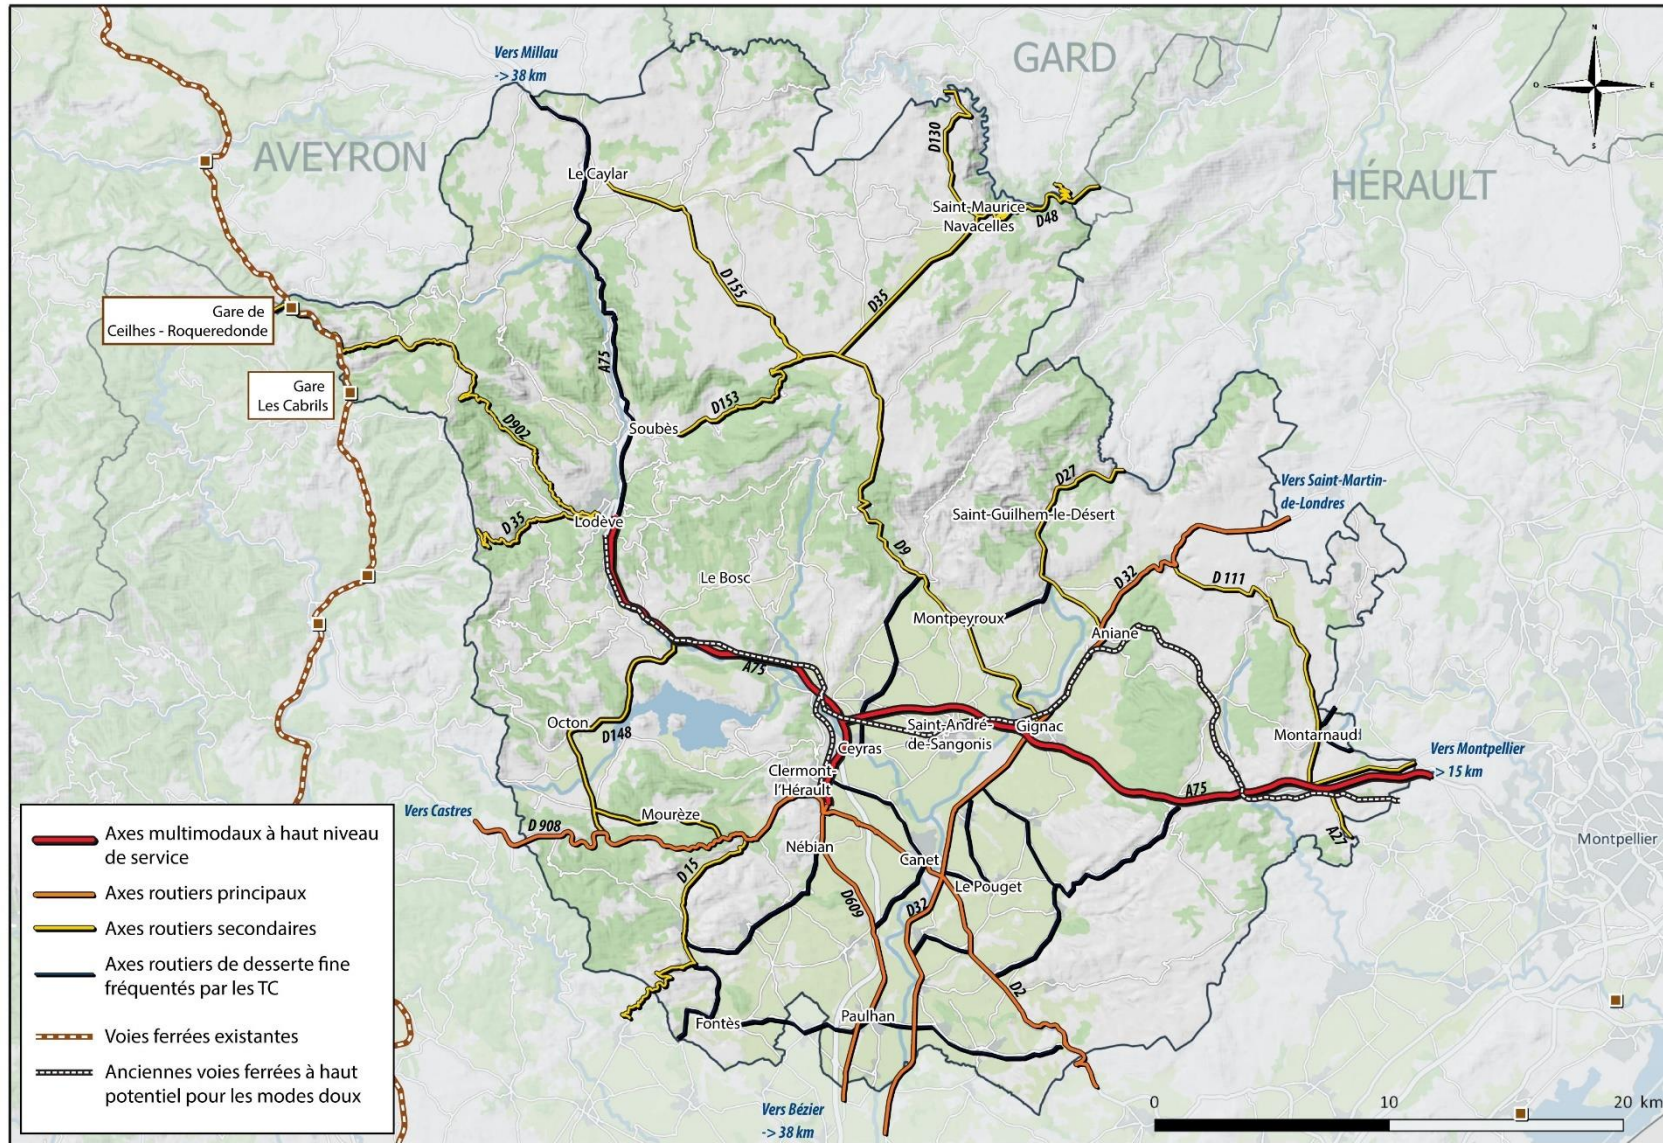 Vers Millau
-> 38 km
GARD
N
O
E
S
AVEYRON
HÉRAULT
Le Caylar
D130
Saint-Maurice
Navacelles
D48
D 155
D35
Gare de
Ceilhes - Roqueredonde
A75
Gare
Les Cabrils
D153
Soubès
D902
D27
Vers Saint-Martin-
de-Londres
Lodève
D 35
Saint-Guilhem-le-Désert
D9
Le Bosc
D 32
D 111
Montpeyroux
Aniane
A75
Octon
D148
Saint-André-
de-Sangonis
Gignac
Ceyras
Montarnaud
Vers Montpellier
> 15 km
Clermont-
l'Hérault
A75
Vers Castres
D 908
Mourèze
Nébian
Canet
A27
Montpellier
D 15
Le Pouget
D609
D32
D2
Fontès
Paulhan
Vers Bézier
-> 38 km
Axes multimodaux à haut niveau
de service
Axes routiers principaux
Axes routiers secondaires
Axes routiers de desserte fine
fréquentés par les TC
Voies ferrées existantes
Anciennes voies ferrées à haut
potentiel pour les modes doux
0
10
20 km